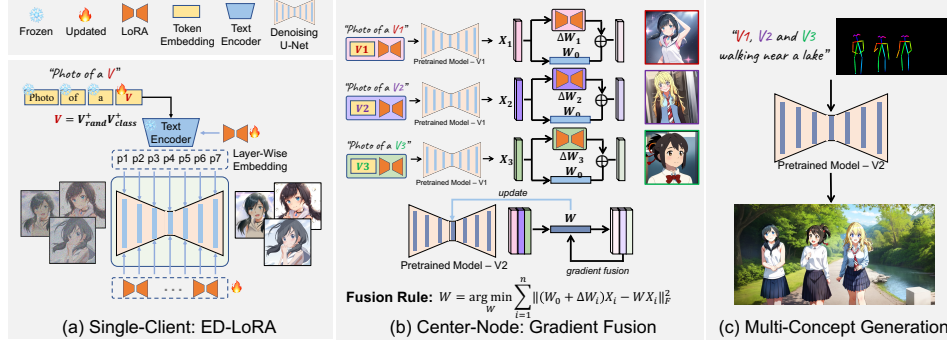 Frozen
Updated
LoRA
Token
Embedding
Text
Encoder
Denoising
U-Net
"Photo of a V"
Photo
of
a
V
V = V⁺rand V⁺class
Text
Encoder
Layer-Wise
Embedding
p1 p2 p3 p4 p5 p6 p7
...
(a) Single-Client: ED-LoRA
"Photo of a V1"
V1
Pretrained Model – V1
X₁
ΔW₁
W₀
"Photo of a V2"
V2
Pretrained Model – V1
X₂
ΔW₂
W₀
"Photo of a V3"
V3
Pretrained Model – V1
X₃
ΔW₃
W₀
update
W
Pretrained Model – V2
gradient fusion
Fusion Rule: W = arg min_W ∑_{i=1}^{n} ||(W₀ + ΔWᵢ)Xᵢ − WXᵢ||²_F
(b) Center-Node: Gradient Fusion
"V1, V2 and V3
walking near a lake"
Pretrained Model – V2
(c) Multi-Concept Generation